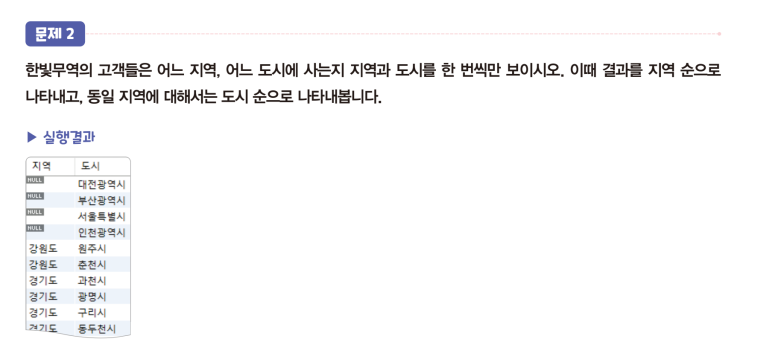 문제 2
한빛무역의 고객들은 어느 지역, 어느 도시에 사는지 지역과 도시를 한 번씩만 보이시오. 이때 결과를 지역 순으로
나타내고, 동일 지역에 대해서는 도시 순으로 나타내봅니다.
▶ 실행결과
지역 도시
NULL 대전광역시
NULL 부산광역시
NULL 서울특별시
NULL 인천광역시
강원도 원주시
강원도 춘천시
경기도 과천시
경기도 광명시
경기도 구리시
경기도 동두천시